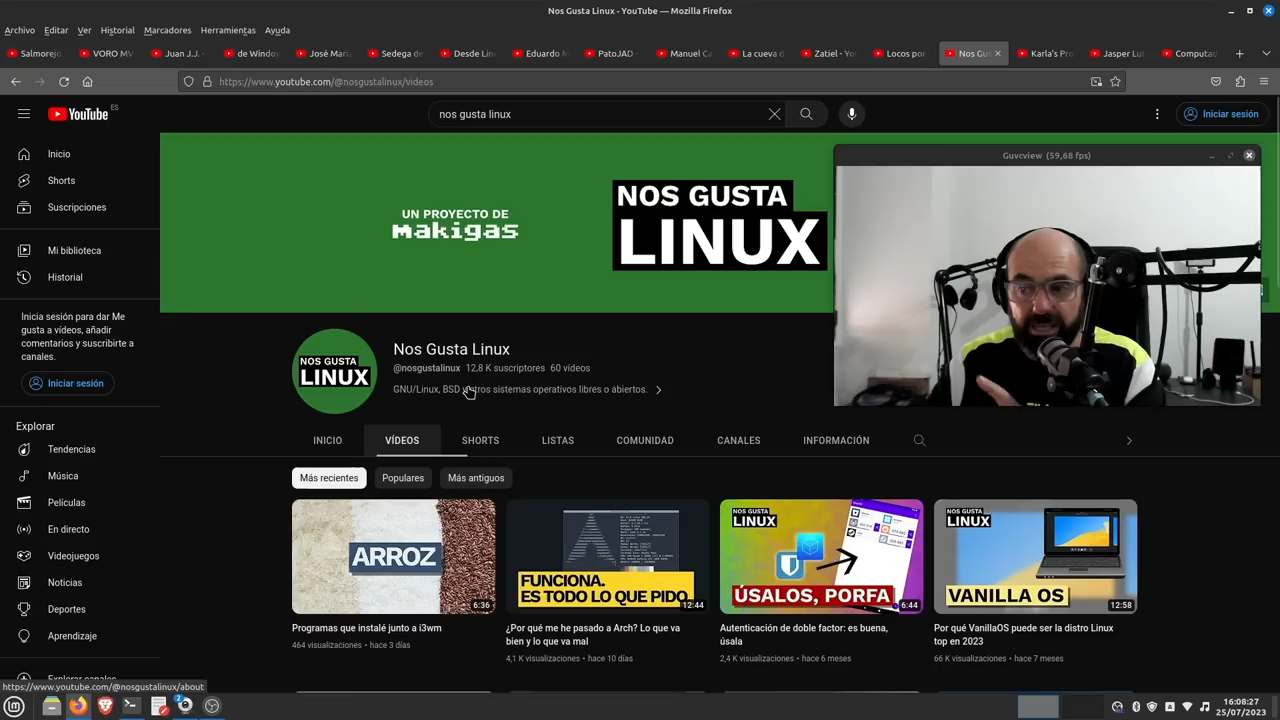 Nos Gusta Linux - YouTube — Mozilla Firefox
Archivo Editar Ver Historial Marcadores Herramientas Ayuda
Salmorejo VORO MV Juan J.J. - de Window José Maria Sedega de Desde Linu Eduardo M PatoJAD - Manuel Ca La cueva d Zatiel - Yo Locos por Nos Gus Karla's Pro Jasper Lu Computad
https://www.youtube.com/@nosgustalinux/videos
YouTube ES
nos gusta linux
Iniciar sesión
Inicio
Shorts
Suscripciones
Mi biblioteca
Historial
Inicia sesión para dar Me
gusta a vídeos, añadir
comentarios y suscribirte a
canales.
Iniciar sesión
Explorar
Tendencias
Música
Películas
En directo
Videojuegos
Noticias
Deportes
Aprendizaje
Explorar canales
https://www.youtube.com/@nosgustalinux/about
UN PROYECTO DE
makigas
NOS GUSTA
LINUX
Guvcview (59,68 fps)
NOS GUSTA
LINUX
Nos Gusta Linux
@nosgustalinux 12,8 K suscriptores 60 vídeos
GNU/Linux, BSD y otros sistemas operativos libres o abiertos.
INICIO VÍDEOS SHORTS LISTAS COMUNIDAD CANALES INFORMACIÓN
Más recientes Populares Más antiguos
ARROZ
6:36
Programas que instalé junto a i3wm
464 visualizaciones • hace 3 días
FUNCIONA.
ES TODO LO QUE PIDO.
12:44
¿Por qué me he pasado a Arch? Lo que va
bien y lo que va mal
4,1 K visualizaciones • hace 10 días
NOS GUSTA
LINUX
ÚSALOS, PORFA
6:44
Autenticación de doble factor: es buena,
úsala
2,4 K visualizaciones • hace 6 meses
NOS GUSTA
LINUX
VANILLA OS
12:58
Por qué VanillaOS puede ser la distro Linux
top en 2023
66 K visualizaciones • hace 7 meses
2
16:08:27
25/07/2023